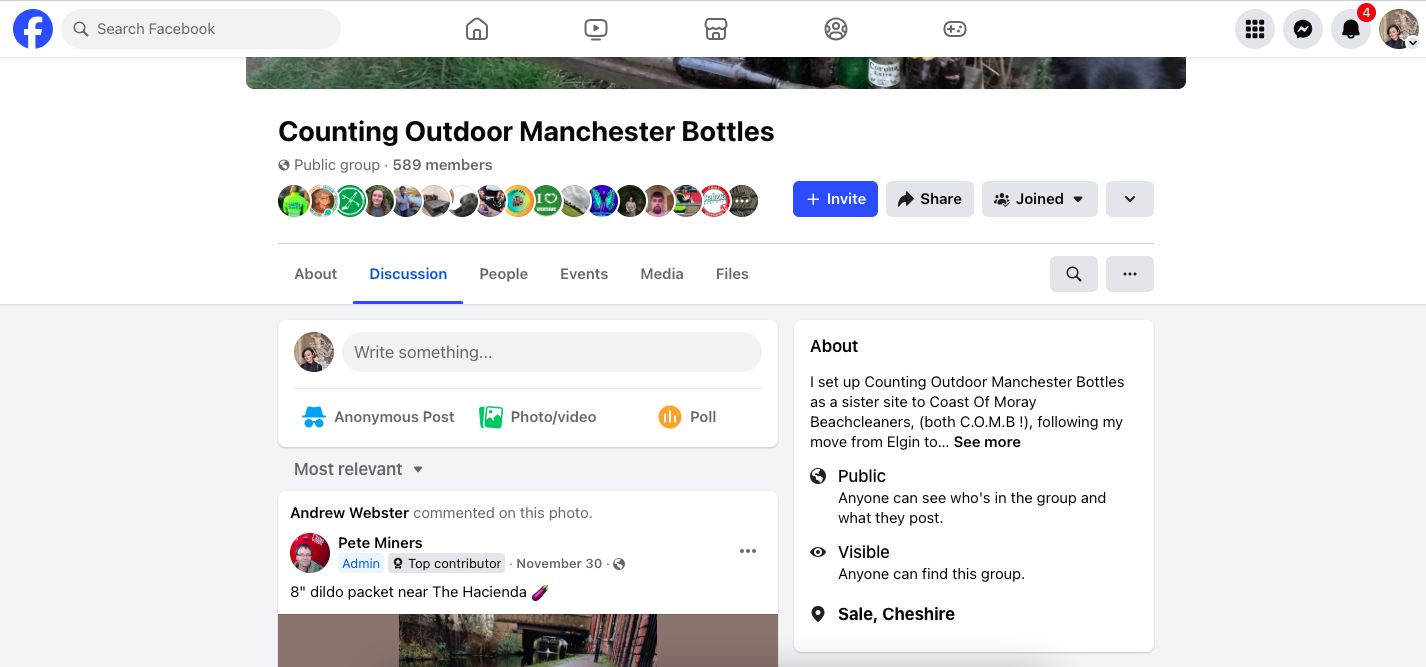 Search Facebook
4
Corona
Extra
Counting Outdoor Manchester Bottles
Public group · 589 members
Invite
Share
Joined
About
Discussion
People
Events
Media
Files
Write something...
Anonymous Post
Photo/video
Poll
Most relevant
Andrew Webster commented on this photo.
Pete Miners
Admin Top contributor · November 30 ·
8" dildo packet near The Hacienda 🍆
About
I set up Counting Outdoor Manchester Bottles
as a sister site to Coast Of Moray
Beachcleaners, (both C.O.M.B !), following my
move from Elgin to... See more
Public
Anyone can see who's in the group and
what they post.
Visible
Anyone can find this group.
Sale, Cheshire